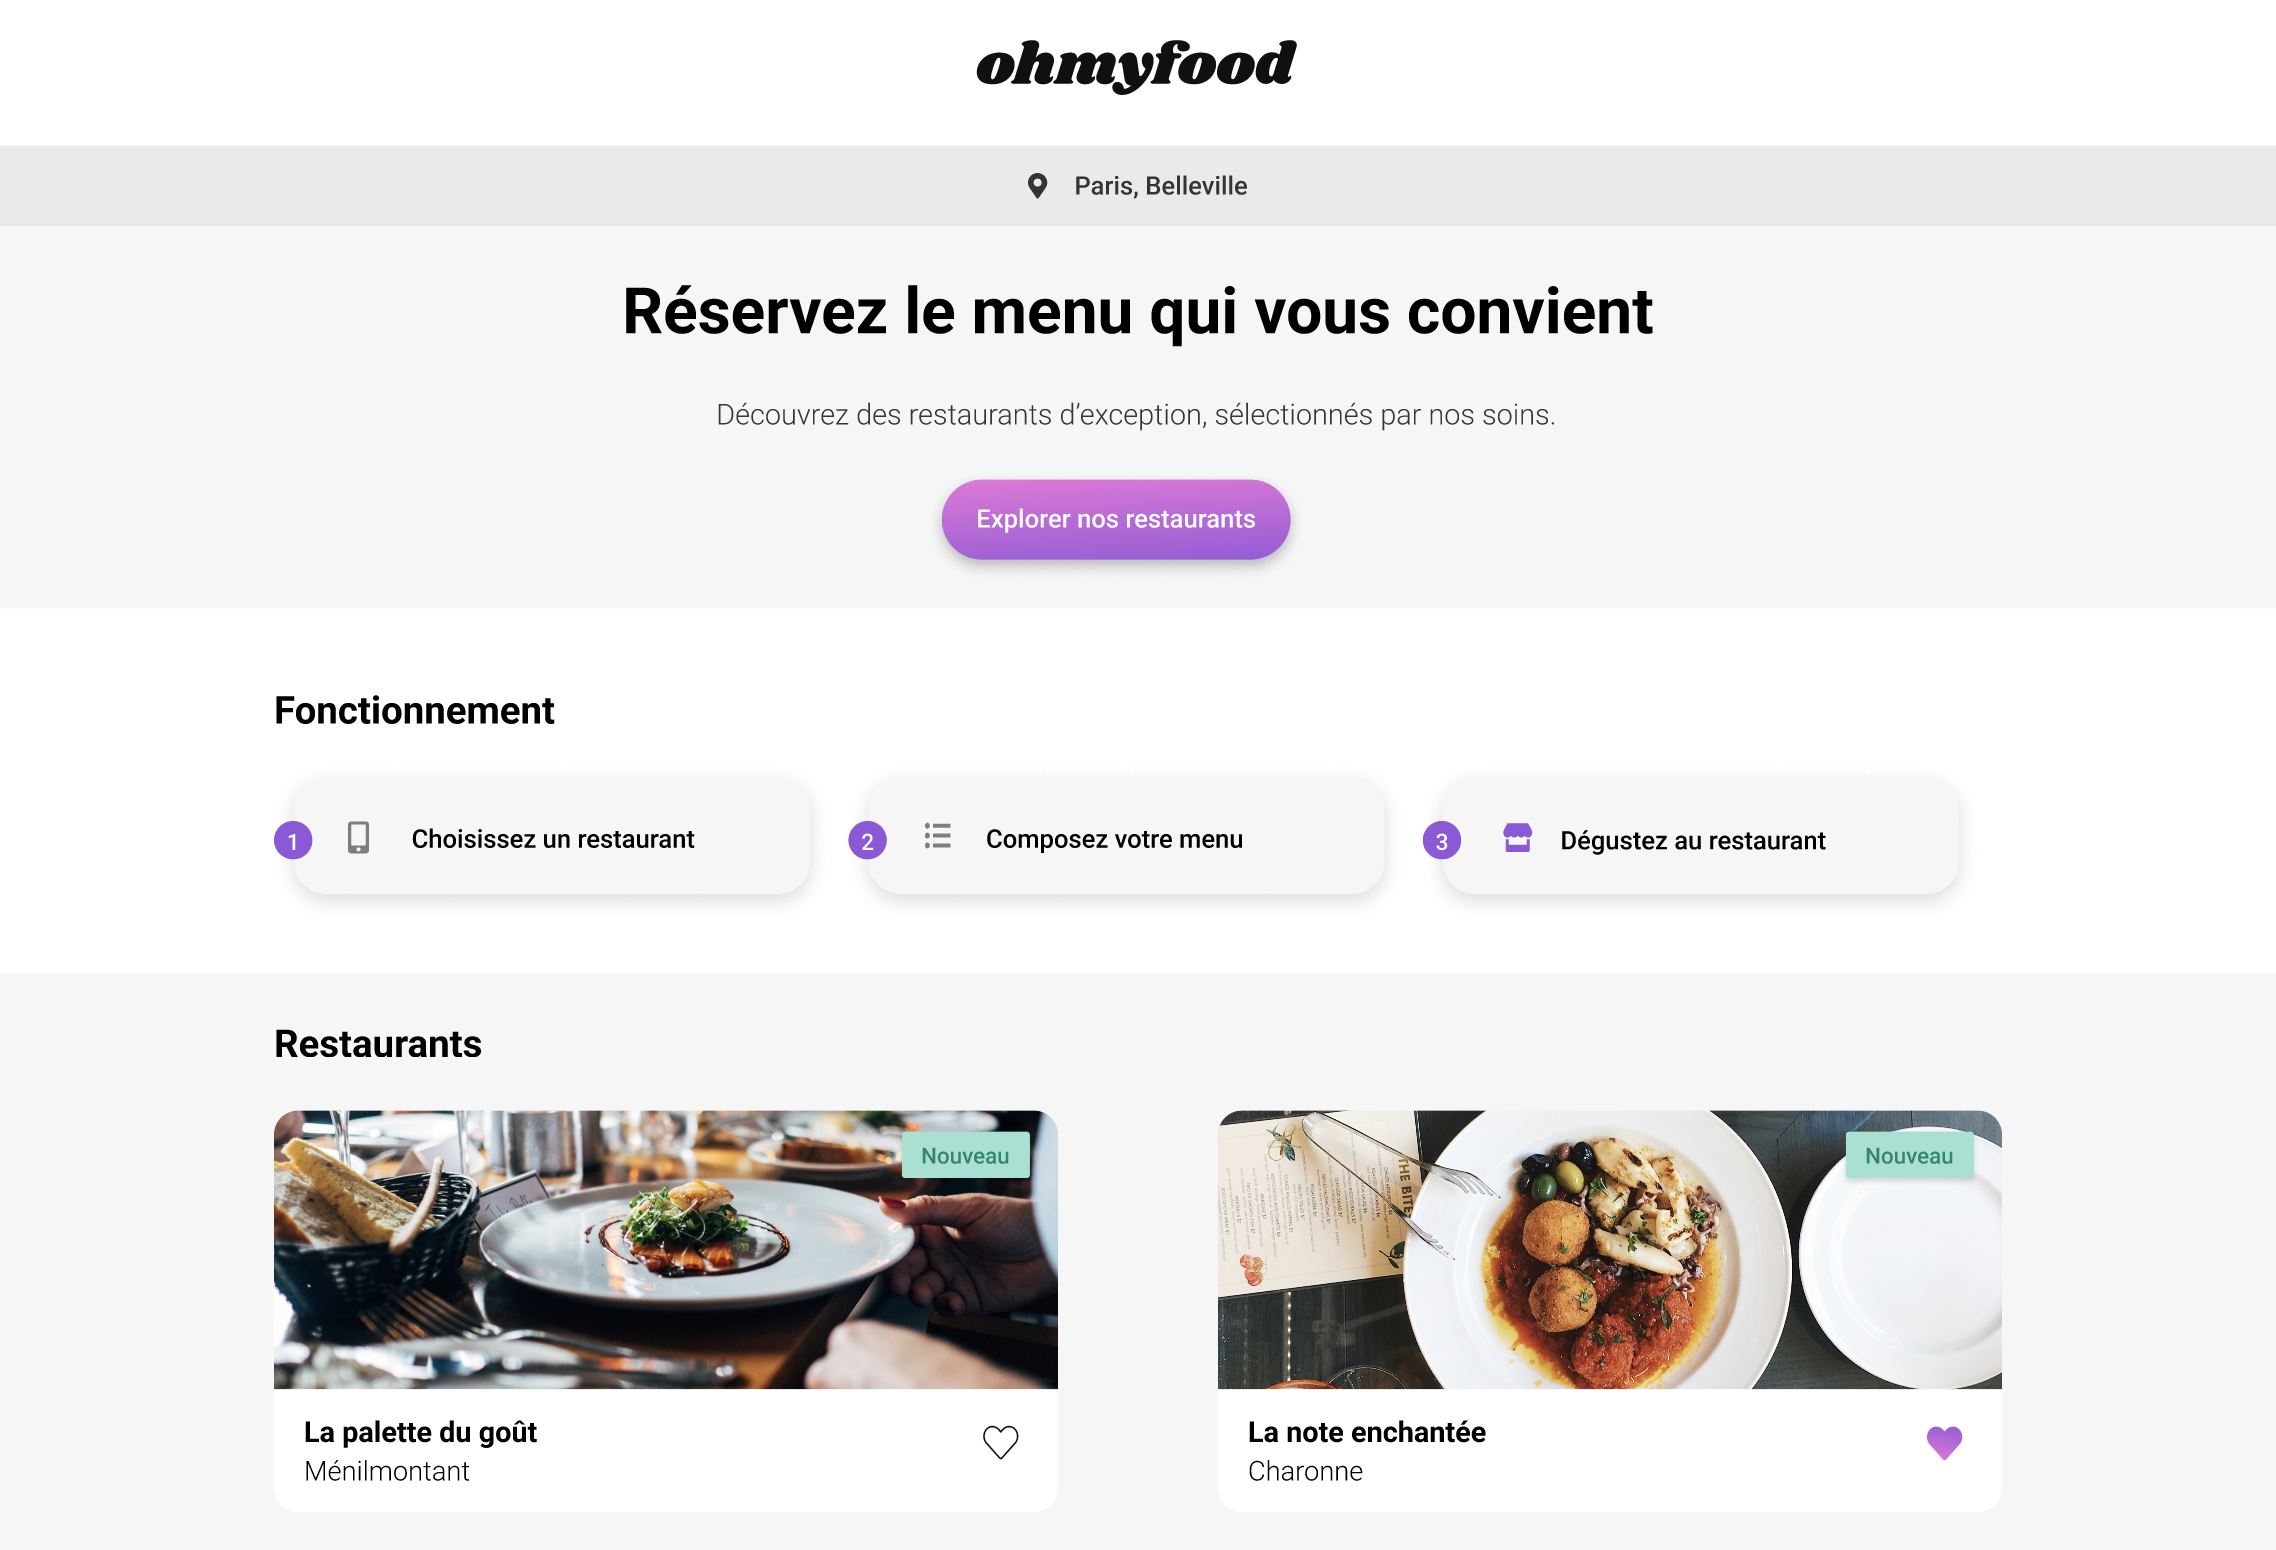 ohmyfood
Paris, Belleville
Réservez le menu qui vous convient
Découvrez des restaurants d’exception, sélectionnés par nos soins.
Explorer nos restaurants
Fonctionnement
1
Choisissez un restaurant
2
Composez votre menu
3
Dégustez au restaurant
Restaurants
Nouveau
La palette du goût
Ménilmontant
Nouveau
THE BITE
La note enchantée
Charonne